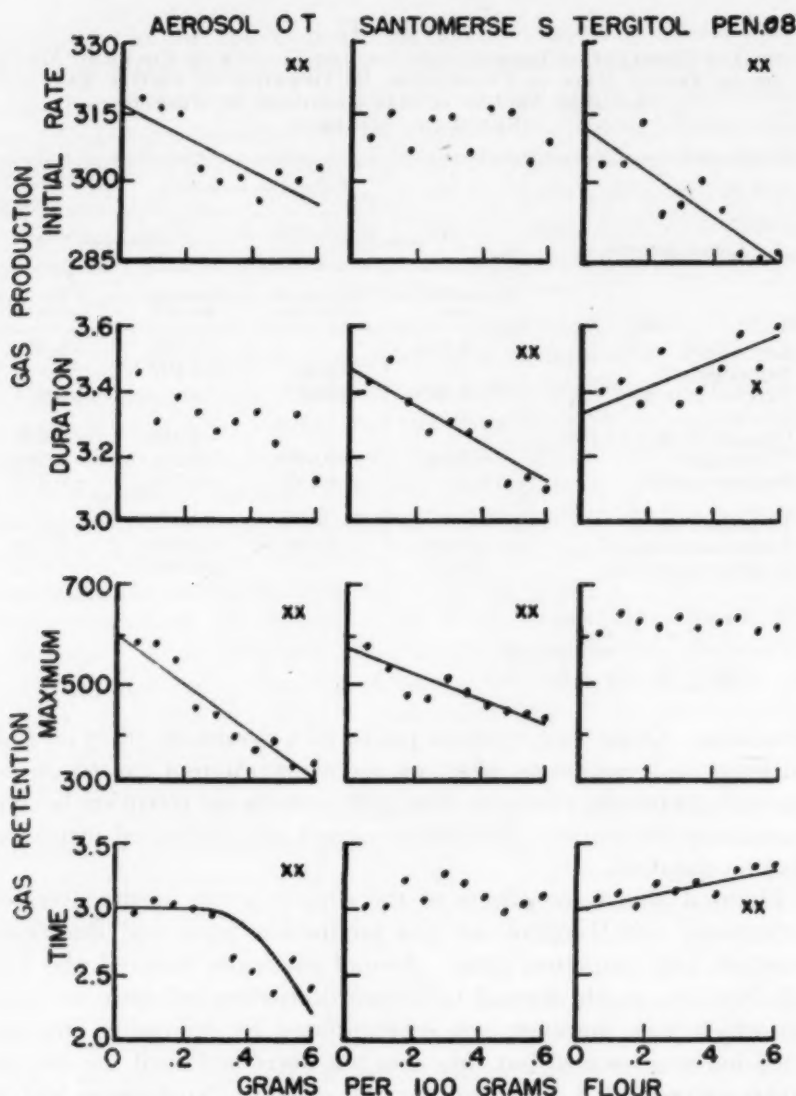 AEROSOL O T SANTOMERSE S TERGITOL PEN.08
GAS PRODUCTION
INITIAL RATE
330
315
300
285
XX
XX
DURATION
3.6
3.4
3.2
3.0
XX
X
GAS RETENTION
MAXIMUM
700
500
300
XX
XX
TIME
3.5
3.0
2.5
2.0
XX
XX
0 .2 .4 .6 0 .2 .4 .6 0 .2 .4 .6
GRAMS PER 100 GRAMS FLOUR